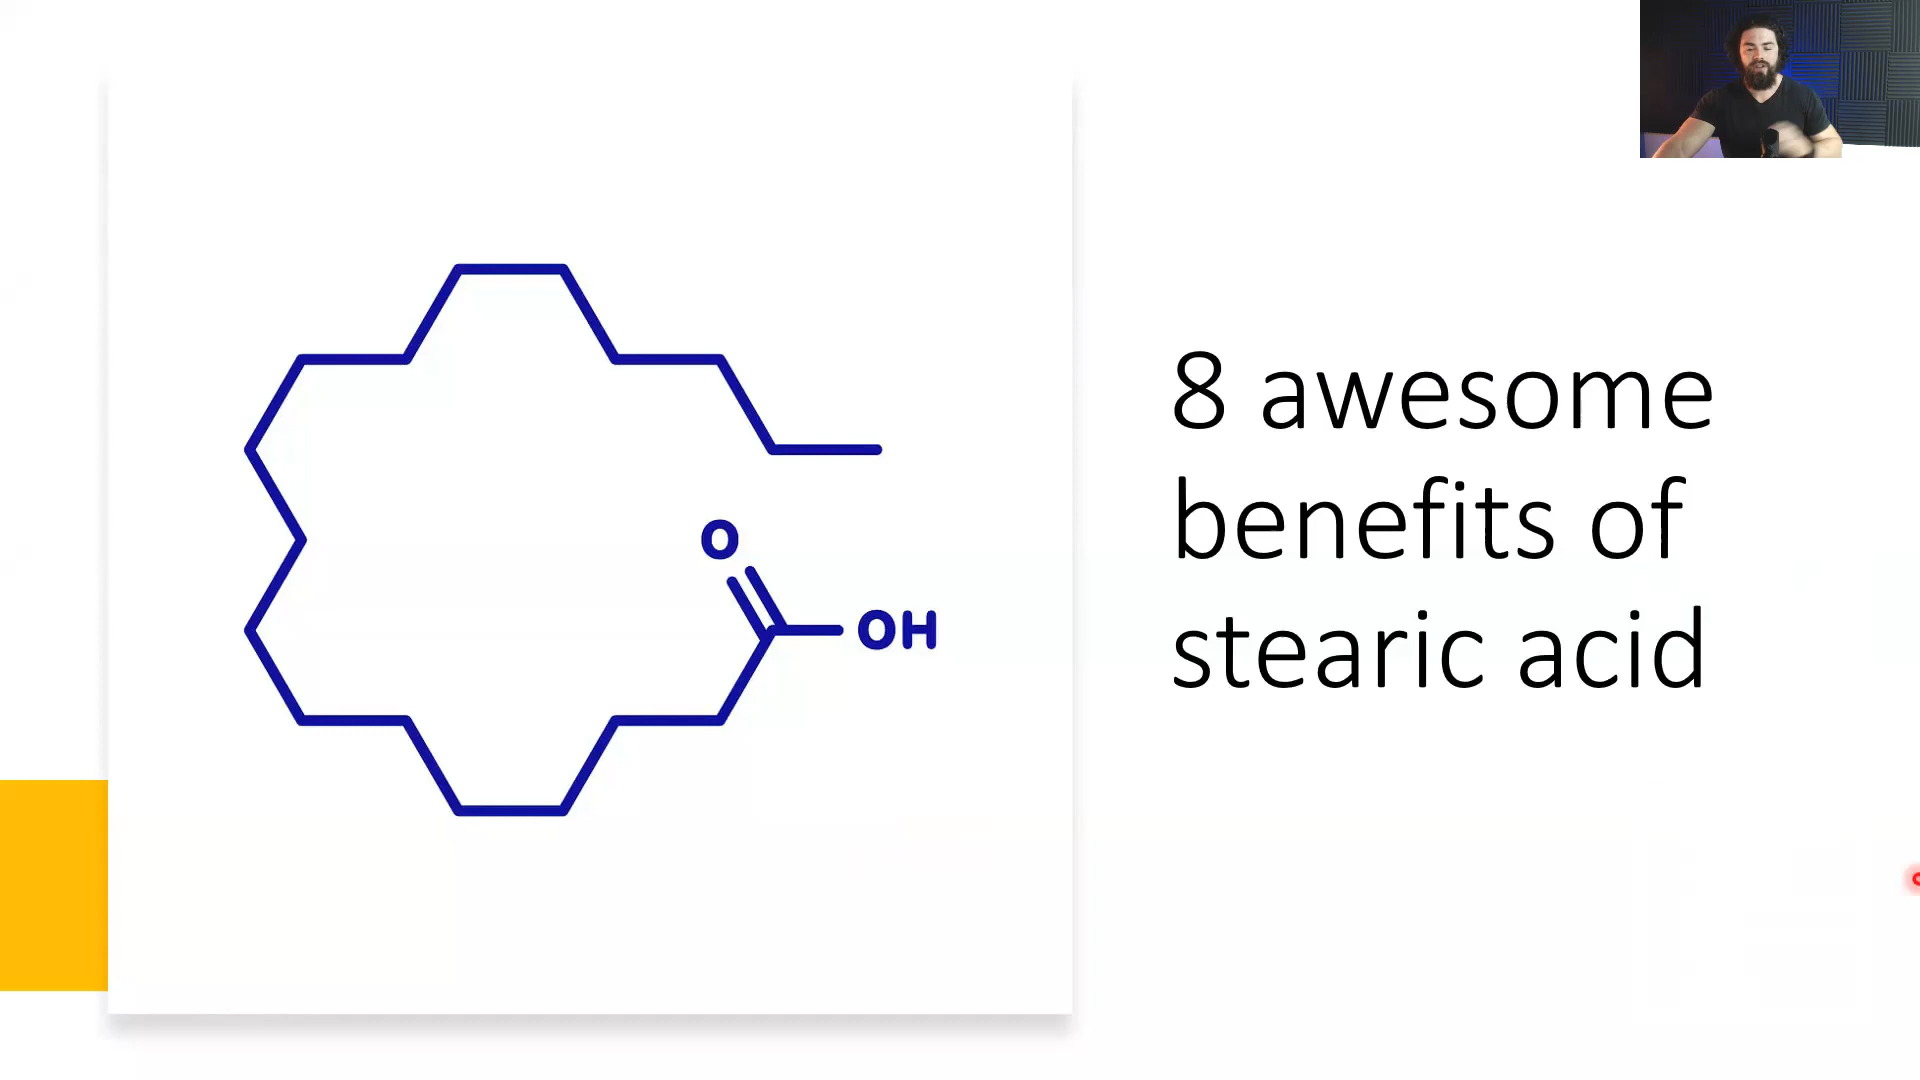 O
OH
8 awesome
benefits of
stearic acid